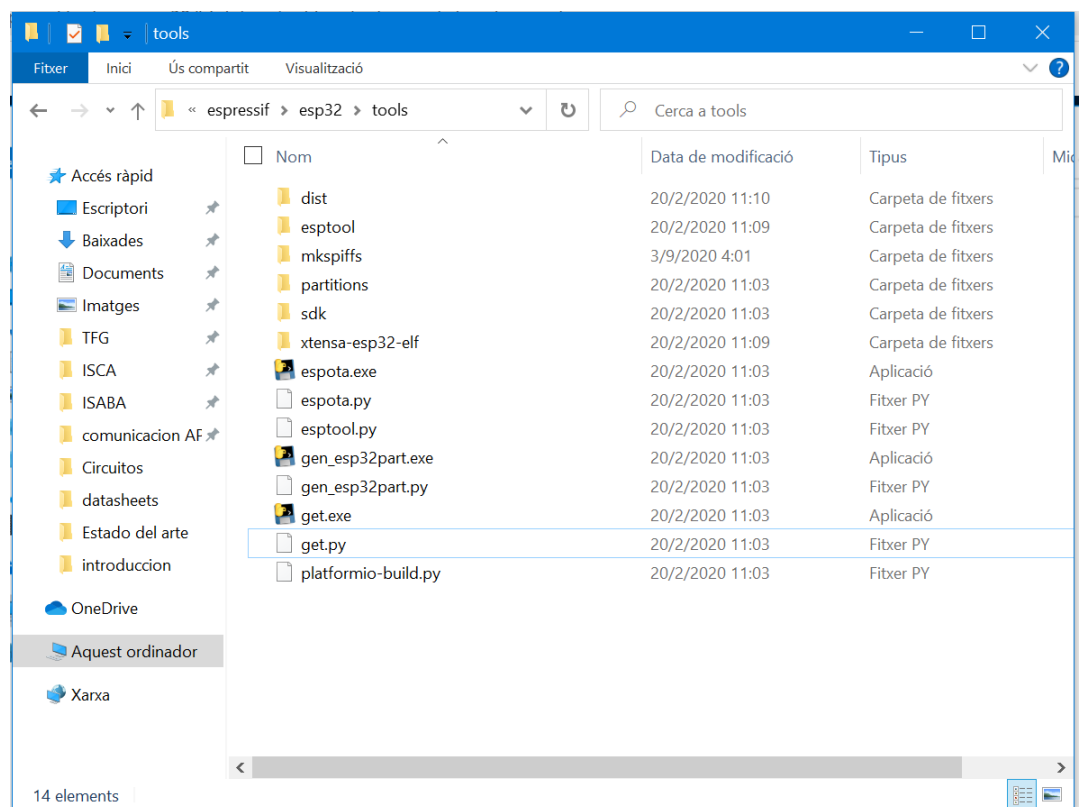 tools
Fitxer Inici Ús compartit Visualització ?
« espressif > esp32 > tools Cerca a tools
Nom Data de modificació Tipus Mic
Accés ràpid
Escriptori
Baixades
Documents
Imatges
TFG
ISCA
ISABA
comunicacion AF
Circuitos
datasheets
Estado del arte
introduccion
OneDrive
Aquest ordinador
Xarxa
dist 20/2/2020 11:10 Carpeta de fitxers
esptool 20/2/2020 11:09 Carpeta de fitxers
mkspiffs 3/9/2020 4:01 Carpeta de fitxers
partitions 20/2/2020 11:03 Carpeta de fitxers
sdk 20/2/2020 11:03 Carpeta de fitxers
xtensa-esp32-elf 20/2/2020 11:09 Carpeta de fitxers
espota.exe 20/2/2020 11:03 Aplicació
espota.py 20/2/2020 11:03 Fitxer PY
esptool.py 20/2/2020 11:03 Fitxer PY
gen_esp32part.exe 20/2/2020 11:03 Aplicació
gen_esp32part.py 20/2/2020 11:03 Fitxer PY
get.exe 20/2/2020 11:03 Aplicació
get.py 20/2/2020 11:03 Fitxer PY
platformio-build.py 20/2/2020 11:03 Fitxer PY
14 elements